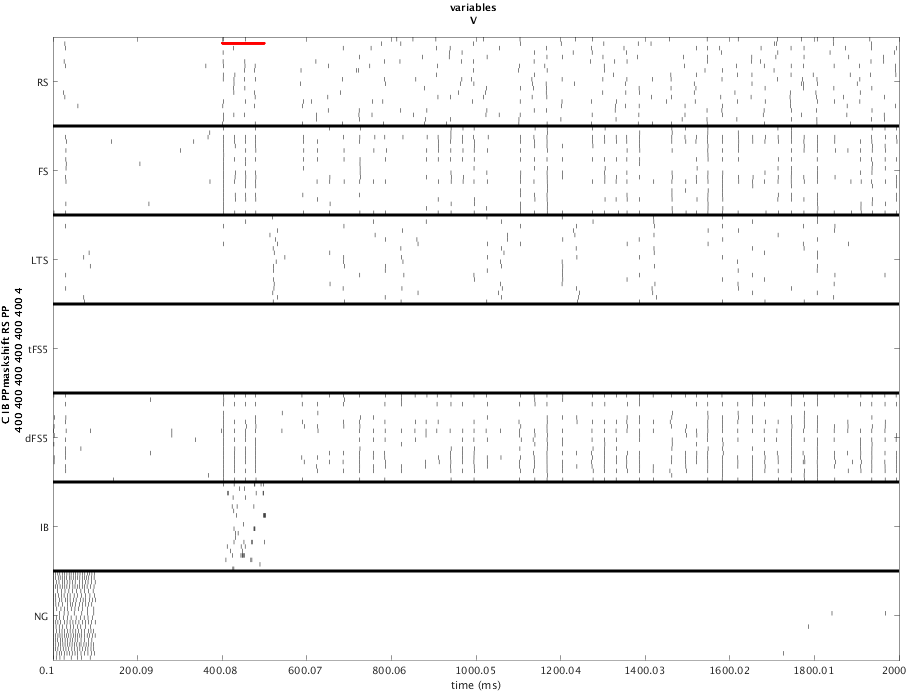 variables
V
RS
FS
LTS
tFS5
dFS5
IB
NG
C IB PPmaskshift RS PP
400 400 400 400 400 400 4
0.1 200.09 400.08 600.07 800.06 1000.05 1200.04 1400.03 1600.02 1800.01 2000
time (ms)